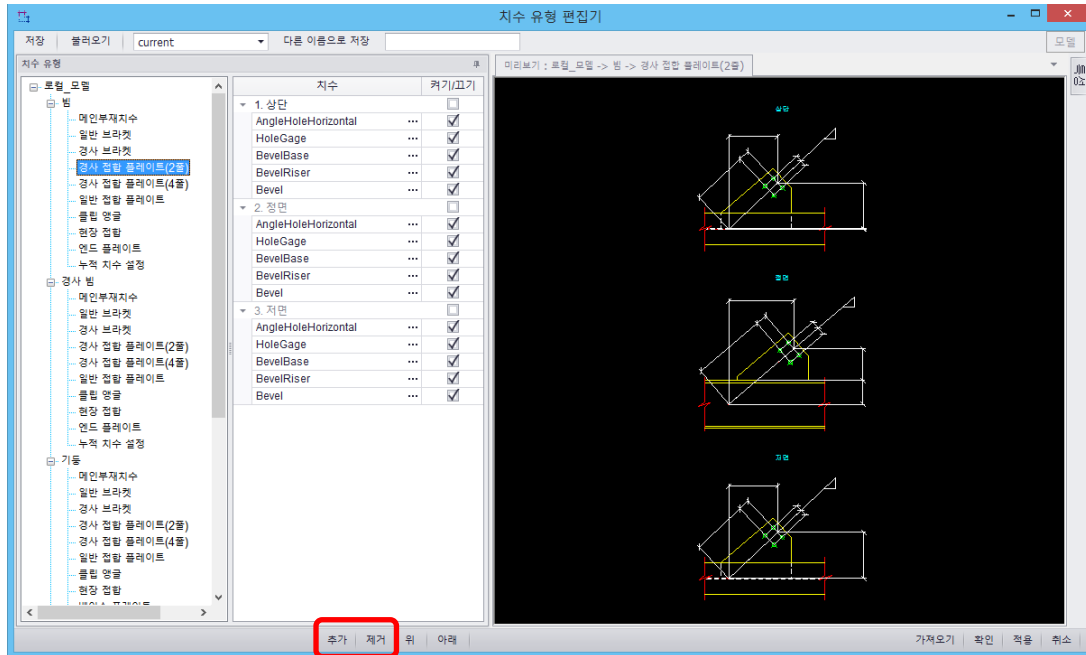 치수 유형 편집기
저장 불러오기 current 다른 이름으로 저장 모델
치수 유형
미리보기 : 로컬_모델 -> 빔 -> 경사 접합 플레이트(2줄)
로컬_모델
빔
메인부재치수
일반 브라켓
경사 브라켓
경사 접합 플레이트(2줄)
경사 접합 플레이트(4줄)
일반 접합 플레이트
클립 앵글
현장 접합
엔드 플레이트
누적 치수 설정
경사 빔
메인부재치수
일반 브라켓
경사 브라켓
경사 접합 플레이트(2줄)
경사 접합 플레이트(4줄)
일반 접합 플레이트
클립 앵글
현장 접합
엔드 플레이트
누적 치수 설정
기둥
메인부재치수
일반 브라켓
경사 브라켓
경사 접합 플레이트(2줄)
경사 접합 플레이트(4줄)
일반 접합 플레이트
클립 앵글
현장 접합
치수 켜기/끄기
1. 상단
AngleHoleHorizontal ...
HoleGage ...
BevelBase ...
BevelRiser ...
Bevel ...
2. 정면
AngleHoleHorizontal ...
HoleGage ...
BevelBase ...
BevelRiser ...
Bevel ...
3. 저면
AngleHoleHorizontal ...
HoleGage ...
BevelBase ...
BevelRiser ...
Bevel ...
상단
정면
저면
추가 제거 위 아래
가져오기 확인 적용 취소